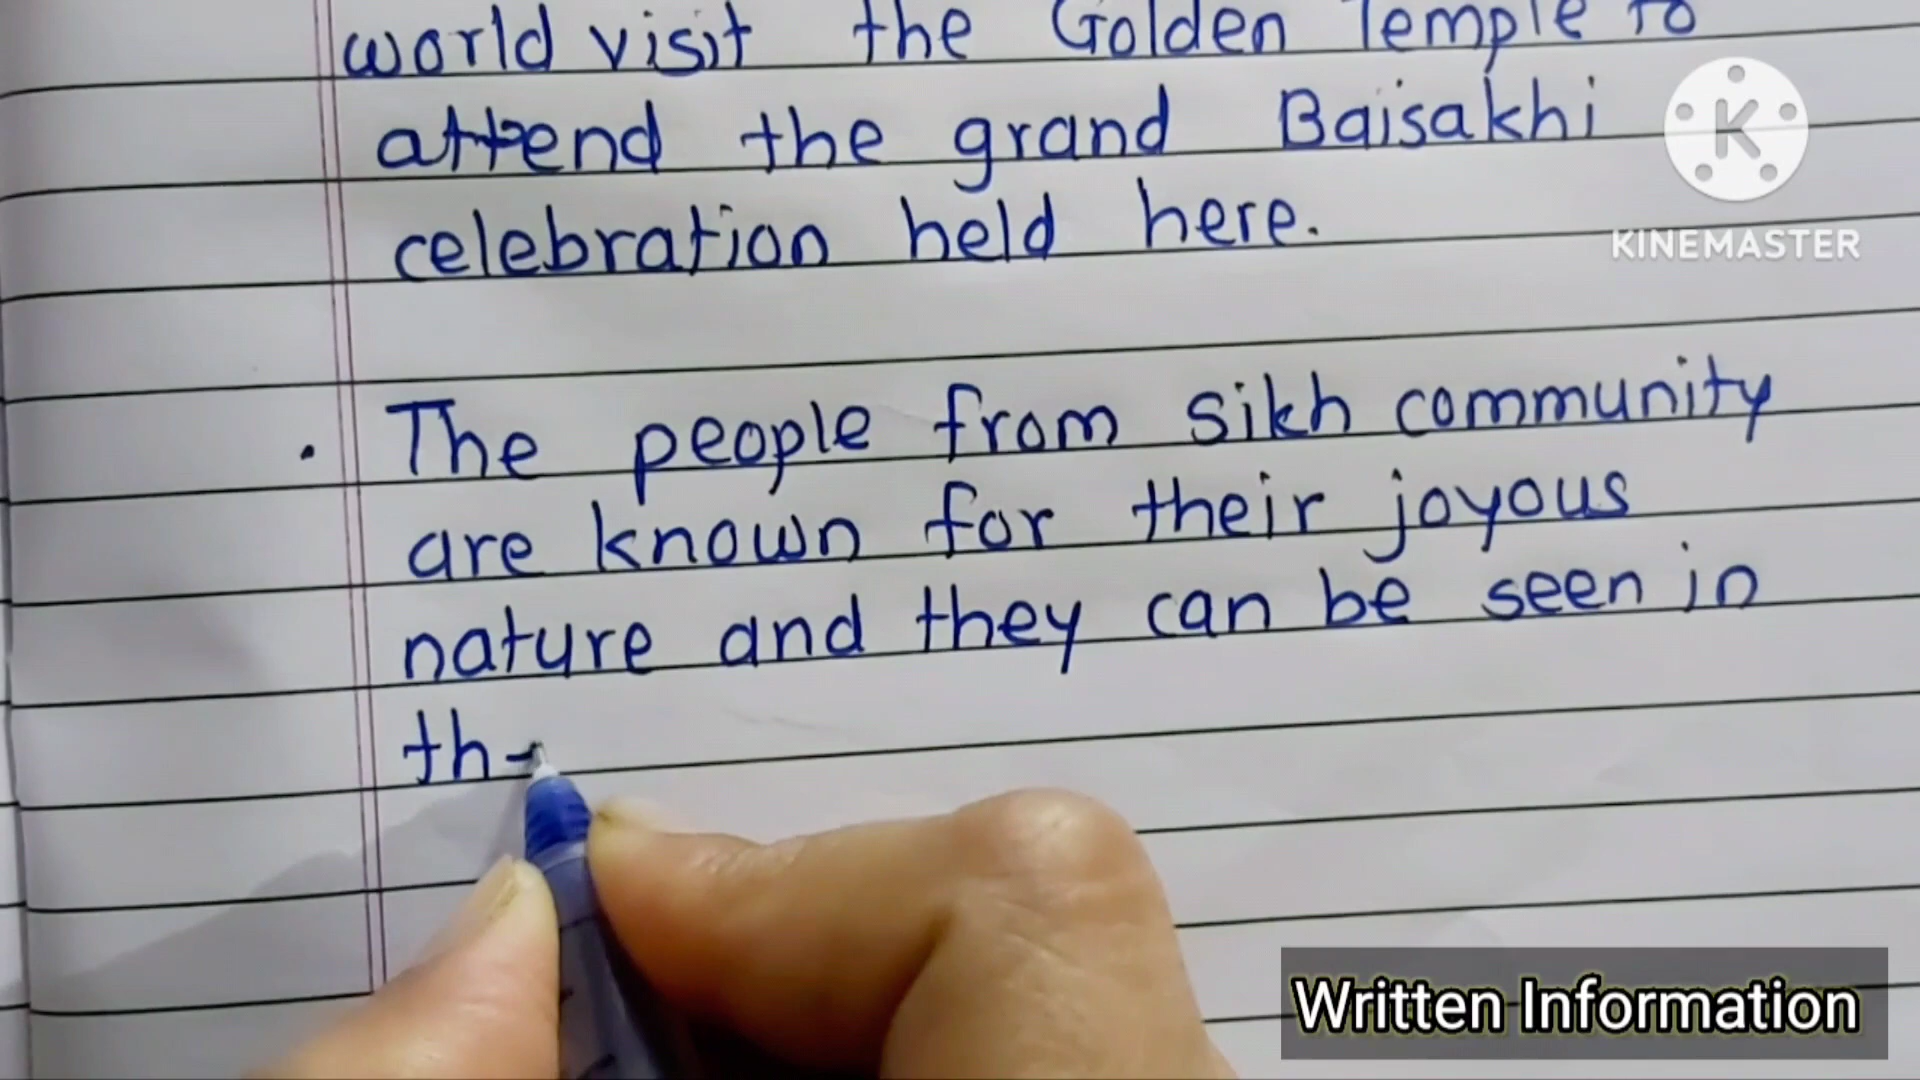 world visit the Golden Temple to
attend the grand Baisakhi
celebration held here.
. The people from sikh community
are known for their joyous
nature and they can be seen in
th
K
KINEMASTER
Written Information